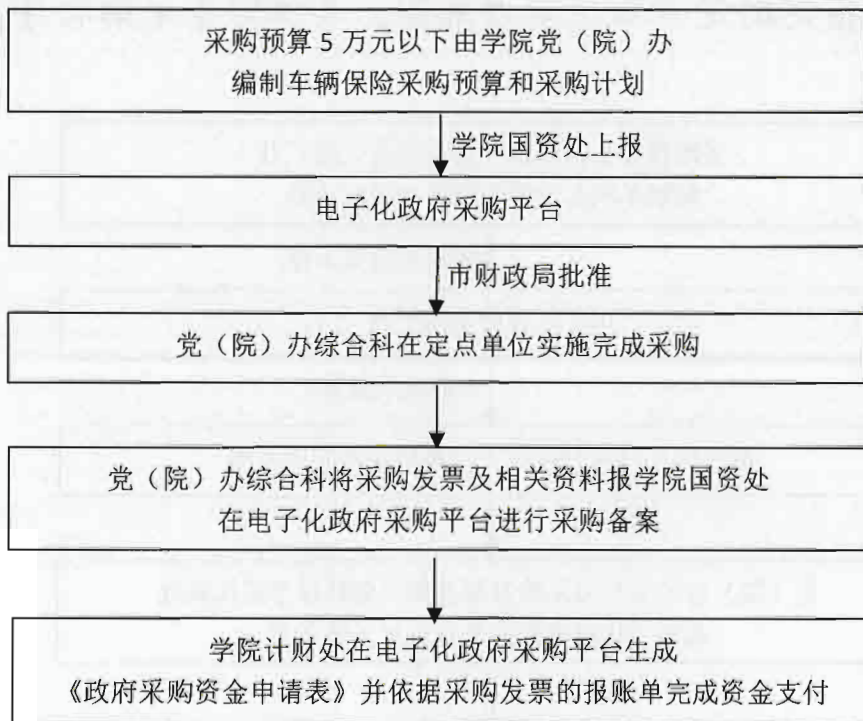 采购预算 5 万元以下由学院党（院）办
编制车辆保险采购预算和采购计划
学院国资处上报
电子化政府采购平台
市财政局批准
党（院）办综合科在定点单位实施完成采购
党（院）办综合科将采购发票及相关资料报学院国资处
在电子化政府采购平台进行采购备案
学院计财处在电子化政府采购平台生成
《政府采购资金申请表》并依据采购发票的报账单完成资金支付